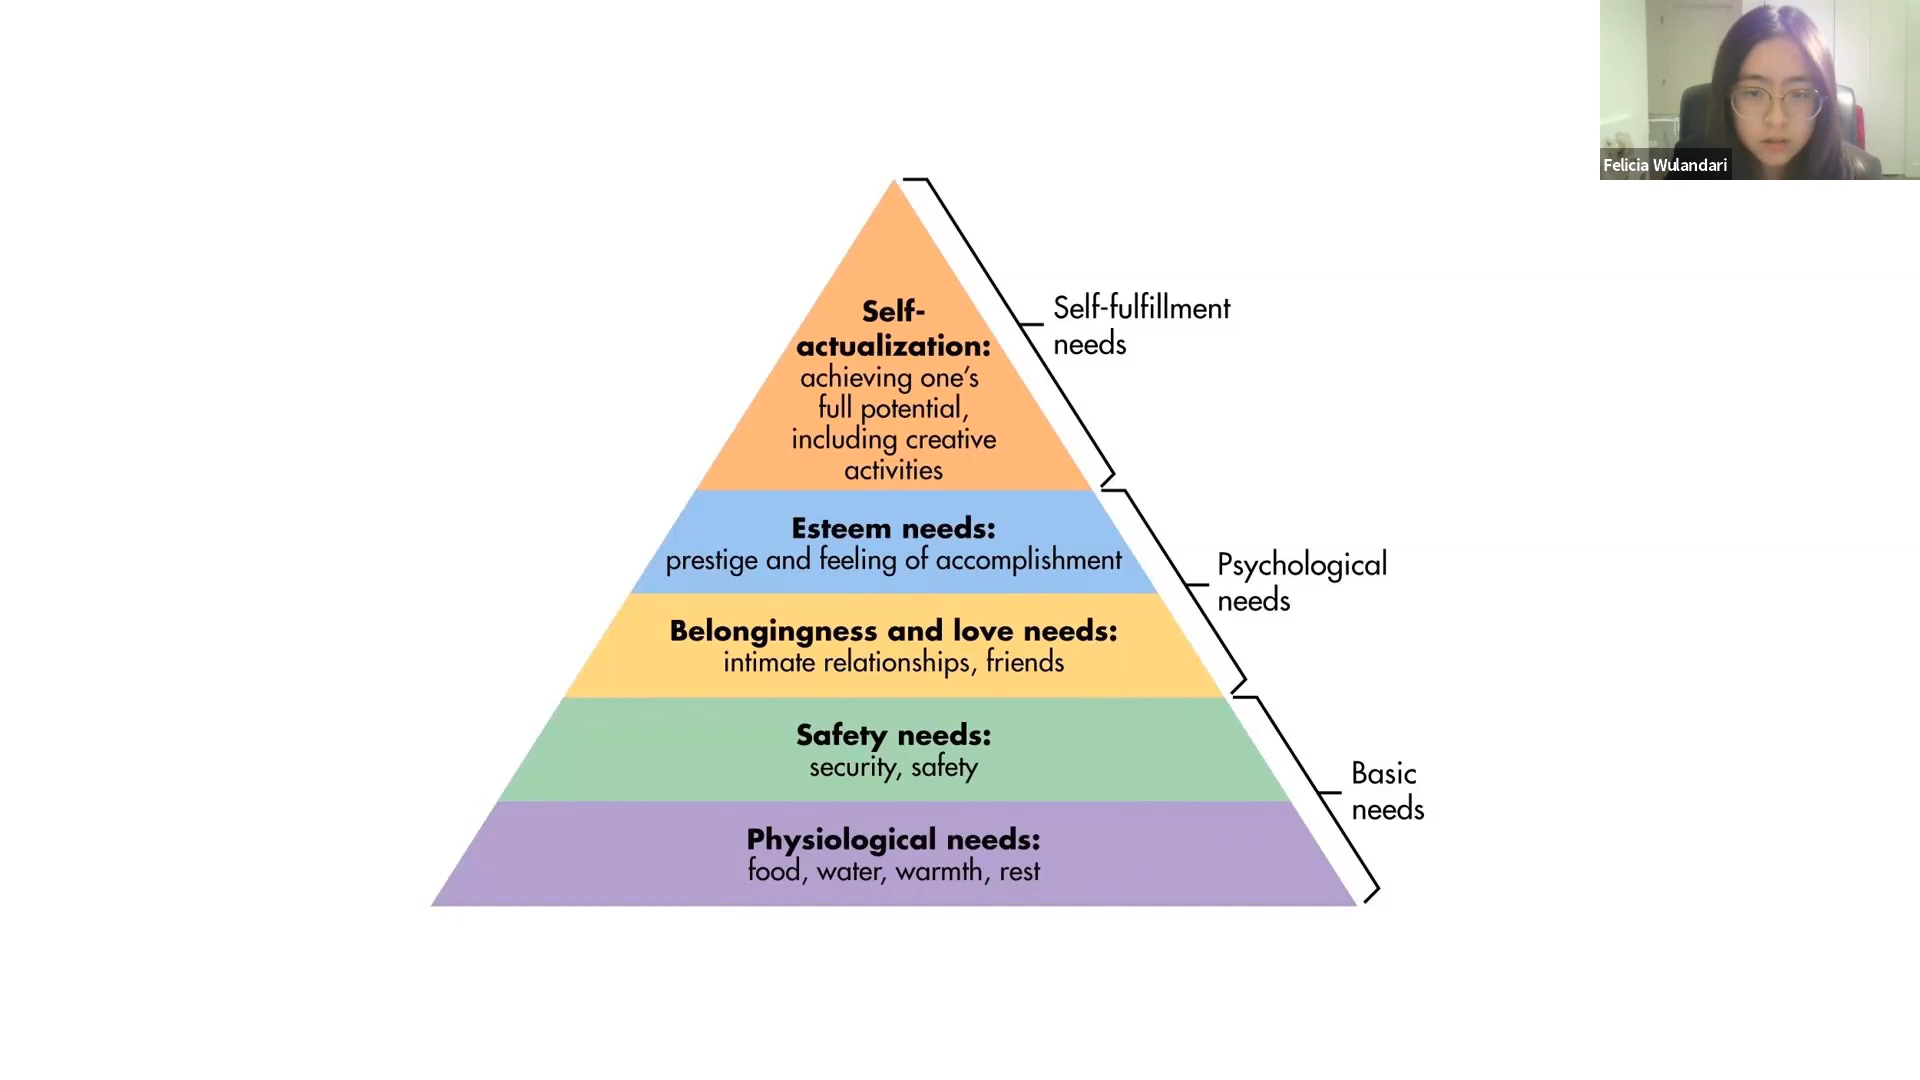 Felicia Wulandari
Self-
actualization:
achieving one’s
full potential,
including creative
activities
Self-fulfillment
needs
Esteem needs:
prestige and feeling of accomplishment
Psychological
needs
Belongingness and love needs:
intimate relationships, friends
Safety needs:
security, safety
Basic
needs
Physiological needs:
food, water, warmth, rest